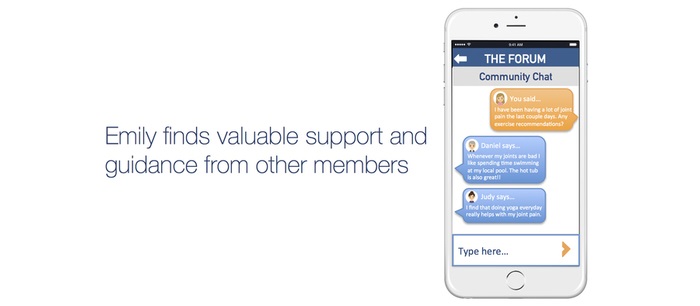 9:41 AM
THE FORUM
Community Chat
You said...
I have been having a lot of joint
pain the last couple days. Any
exercise recommendations?
Emily finds valuable support and
guidance from other members
Daniel says...
Whenever my joints are bad I
like spending time swimming
at my local pool. The hot tub
is also great!!
Judy says...
I find that doing yoga everyday
really helps with my joint pain.
Type here...